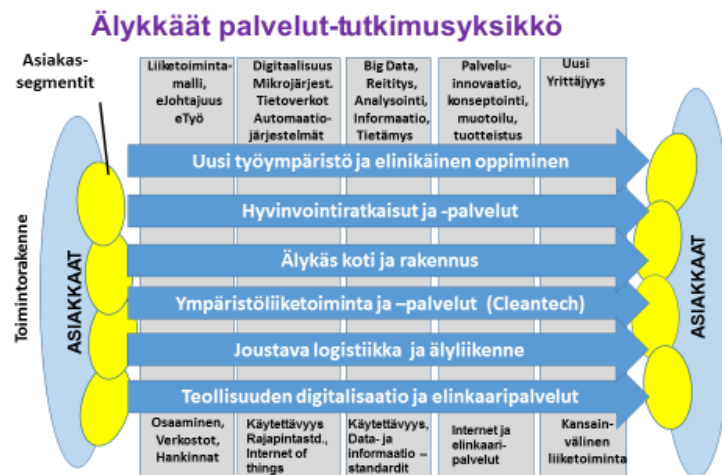 Älykkäät palvelut-tutkimusyksikkö
Asiakas-
segmentit
Liiketoiminta-
malli,
eJohtajuus
eTyö
Digitaalisuus
Mikrojärjest.
Tietoverkot
Automaatio-
järjestelmät
Big Data,
Reititys,
Analysointi,
Informaatio,
Tietämys
Palvelu-
innovaatio,
konseptointi,
muotoilu,
tuotteistus
Uusi
Yrittäjyys
Toimintorakenne
ASIAKKAAT
Uusi työympäristö ja elinikäinen oppiminen
Hyvinvointiratkaisut ja -palvelut
Älykäs koti ja rakennus
Ympäristöliiketoiminta ja –palvelut (Cleantech)
Joustava logistiikka ja älyliikenne
Teollisuuden digitalisaatio ja elinkaaripalvelut
ASIAKKAAT
Osaaminen,
Verkostot,
Hankinnat
Käytettävyys
Rajapintastd.,
Internet of
things
Käytettävyys,
Data- ja
informaatio –
standardit
Internet ja
elinkaari-
palvelut
Kansain-
välinen
liiketoiminta